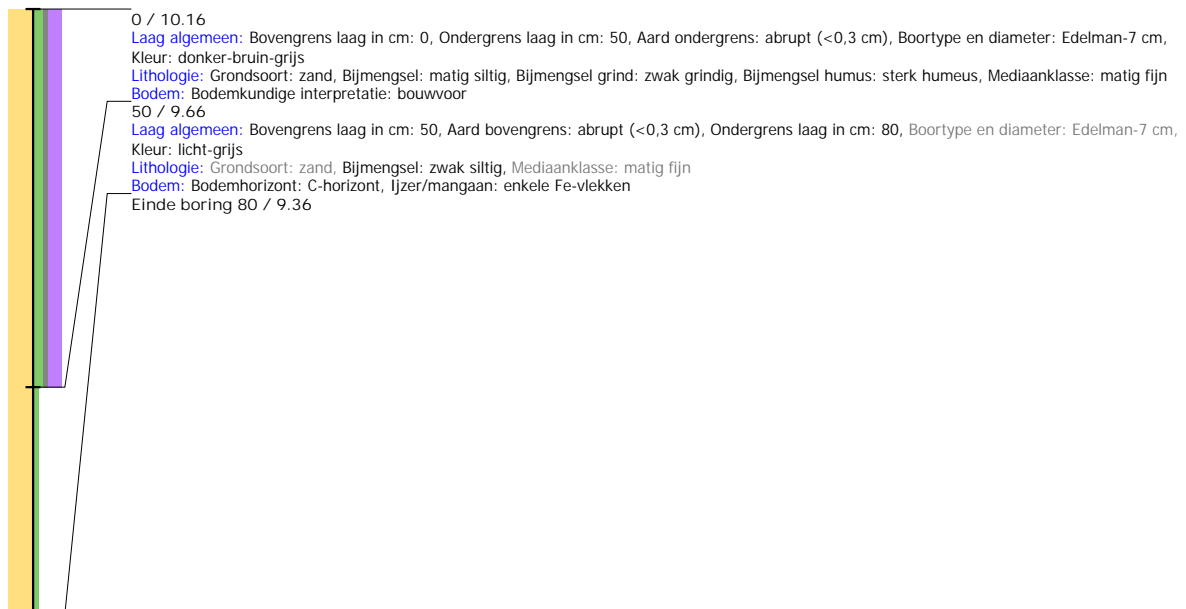 0 / 10.16
Laag algemeen: Bovengrens laag in cm: 0, Ondergrens laag in cm: 50, Aard ondergrens: abrupt (<0,3 cm), Boortype en diameter: Edelman-7 cm,
Kleur: donker-bruin-grijs
Lithologie: Grondsoort: zand, Bijmengsel: matig siltig, Bijmengsel grind: zwak grindig, Bijmengsel humus: sterk humeus, Mediaanklasse: matig fijn
Bodem: Bodemkundige interpretatie: bouwvoor
50 / 9.66
Laag algemeen: Bovengrens laag in cm: 50, Aard bovengrens: abrupt (<0,3 cm), Ondergrens laag in cm: 80, Boortype en diameter: Edelman-7 cm,
Kleur: licht-grijs
Lithologie: Grondsoort: zand, Bijmengsel: zwak siltig, Mediaanklasse: matig fijn
Bodem: Bodemhorizont: C-horizont, Ijzer/mangaan: enkele Fe-vlekken
Einde boring 80 / 9.36